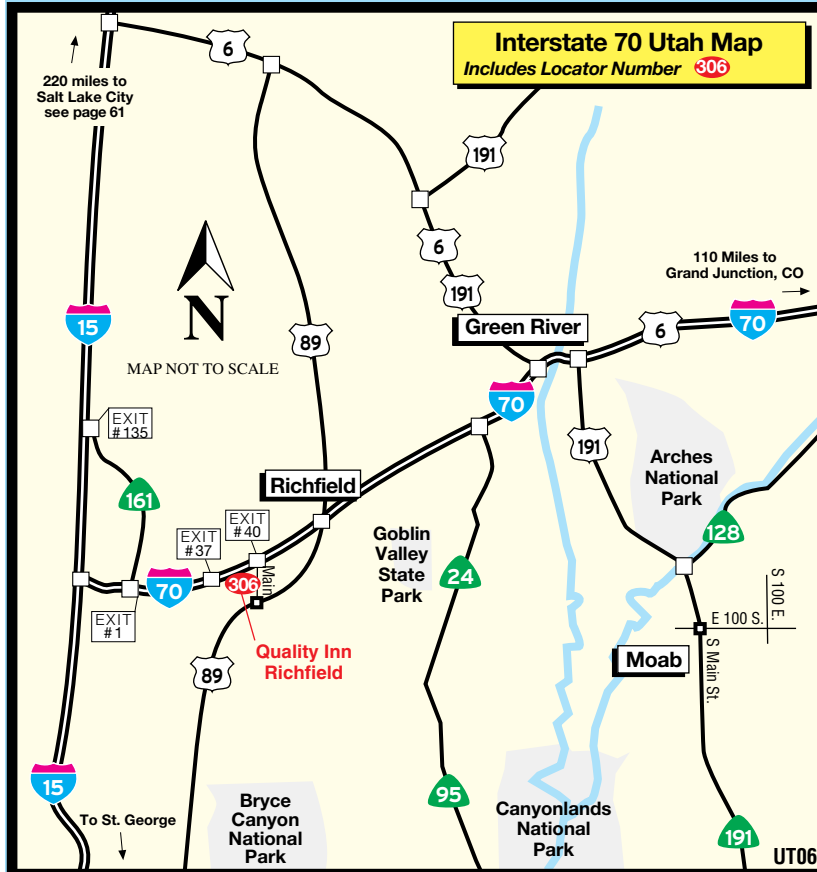 Interstate 70 Utah Map
Includes Locator Number 306
220 miles to
Salt Lake City
see page 61
6
191
N
MAP NOT TO SCALE
15
89
6
191
110 Miles to
Grand Junction, CO
Green River
6
70
70
EXIT
#135
161
Richfield
191
Arches
National
Park
EXIT
#40
EXIT
#37
128
Goblin
Valley
State
Park
24
Main
306
70
EXIT
#1
S 100 E.
E 100 S.
S Main St.
Quality Inn
Richfield
Moab
89
15
95
To St. George
Bryce
Canyon
National
Park
Canyonlands
National
Park
191
UT06